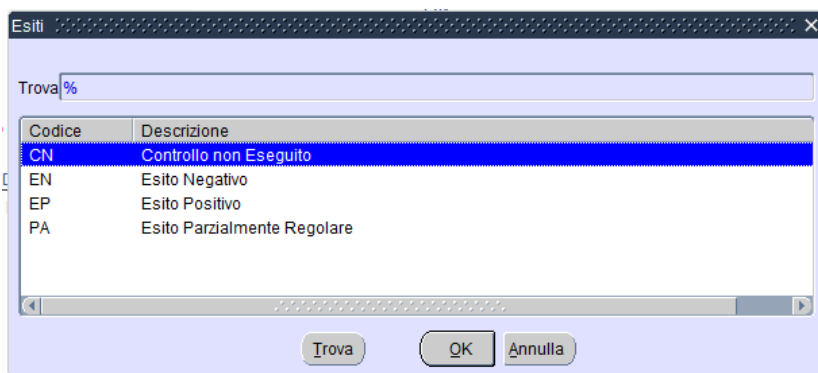 Esiti
Trova %
Codice Descrizione
CN Controllo non Eseguito
EN Esito Negativo
EP Esito Positivo
PA Esito Parzialmente Regolare
Trova OK Annulla